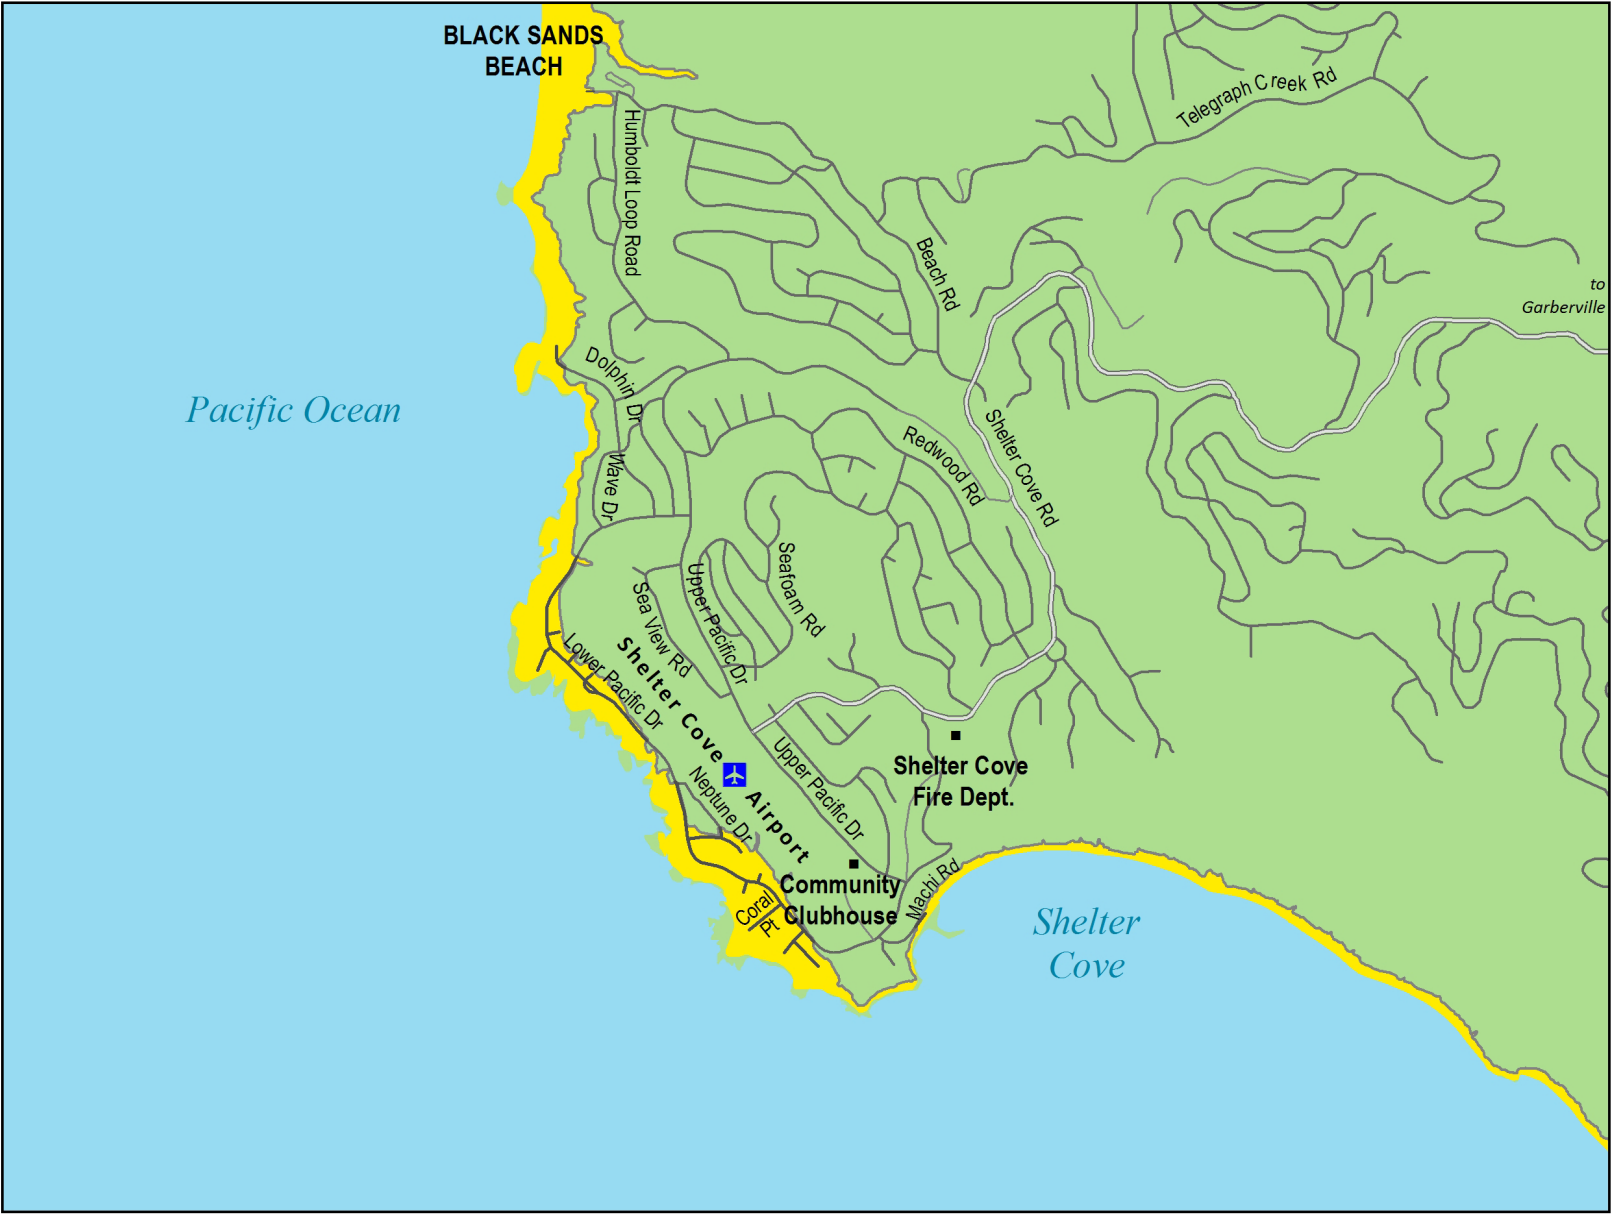 BLACK SANDS
BEACH
Telegraph Creek Rd
Humboldt Loop Road
Beach Rd
to
Garberville
Dolphin Dr
Pacific Ocean
Shelter Cove Rd
Redwood Rd
Wave Dr
Seafoam Rd
Upper Pacific Dr
Sea View Rd
Lower Pacific Dr
Shelter Cove Airport
Upper Pacific Dr
Neptune Dr
Shelter Cove
Fire Dept.
Community
Clubhouse
Machi Rd
Coral
Pt
Shelter
Cove